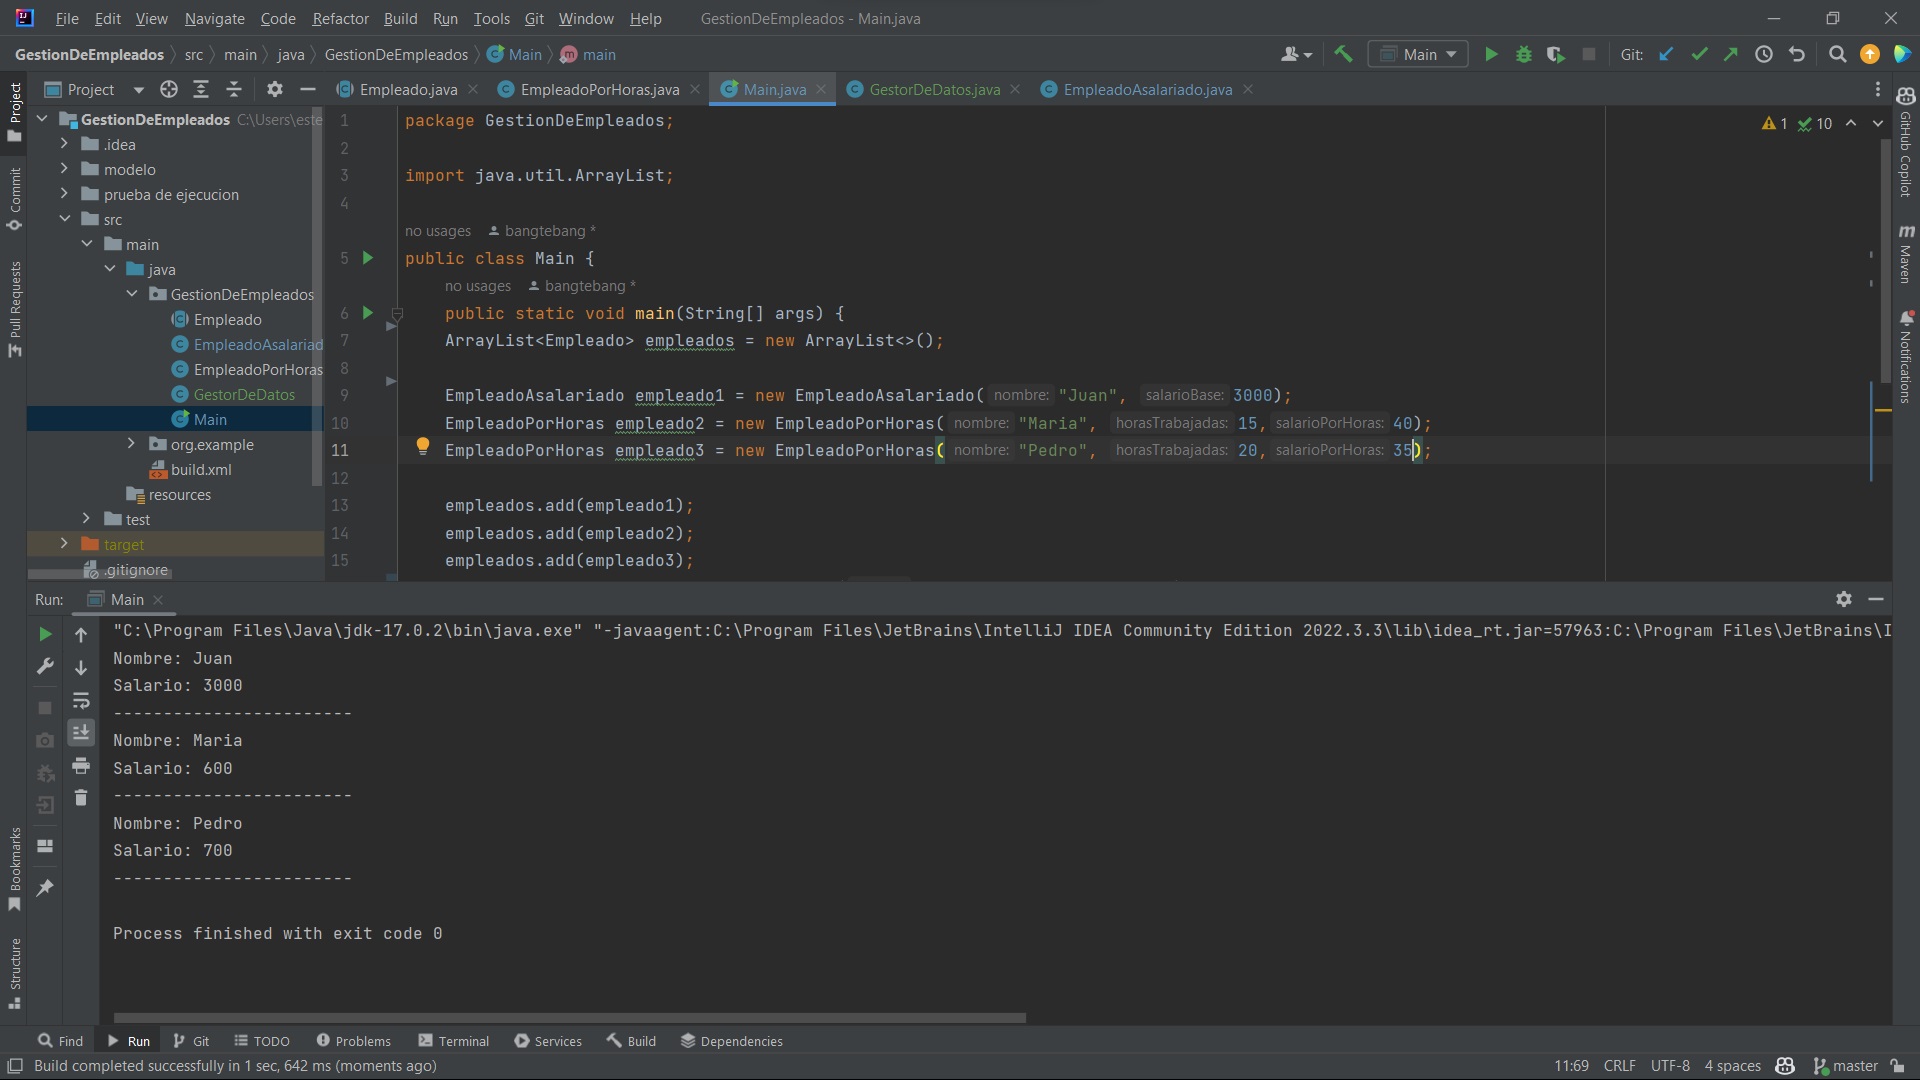 File Edit View Navigate Code Refactor Build Run Tools Git Window Help GestionDeEmpleados - Main.java
GestionDeEmpleados src main java GestionDeEmpleados Main main Main Git:
Project Empleado.java EmpleadoPorHoras.java Main.java GestorDeDatos.java EmpleadoAsalariado.java
Project
Commit
Pull Requests
Bookmarks
Structure
GestionDeEmpleados C:\Users\este
.idea
modelo
prueba de ejecucion
src
main
java
GestionDeEmpleados
Empleado
EmpleadoAsalariad
EmpleadoPorHoras
GestorDeDatos
Main
org.example
build.xml
resources
test
target
.gitignore
1 package GestionDeEmpleados;
2
3 import java.util.ArrayList;
4
no usages bangtebang *
5 public class Main {
no usages bangtebang *
6 public static void main(String[] args) {
7 ArrayList<Empleado> empleados = new ArrayList<>();
8
9 EmpleadoAsalariado empleado1 = new EmpleadoAsalariado( nombre: "Juan", salarioBase: 3000);
10 EmpleadoPorHoras empleado2 = new EmpleadoPorHoras( nombre: "Maria", horasTrabajadas: 15, salarioPorHoras: 40);
11 EmpleadoPorHoras empleado3 = new EmpleadoPorHoras( nombre: "Pedro", horasTrabajadas: 20, salarioPorHoras: 35);
12
13 empleados.add(empleado1);
14 empleados.add(empleado2);
15 empleados.add(empleado3);
1 10
GitHub Copilot
Maven
Notifications
Run: Main
"C:\Program Files\Java\jdk-17.0.2\bin\java.exe" "-javaagent:C:\Program Files\JetBrains\IntelliJ IDEA Community Edition 2022.3.3\lib\idea_rt.jar=57963:C:\Program Files\JetBrains\I
Nombre: Juan
Salario: 3000
------------------------
Nombre: Maria
Salario: 600
------------------------
Nombre: Pedro
Salario: 700
------------------------
Process finished with exit code 0
Find Run Git TODO Problems Terminal Services Build Dependencies
Build completed successfully in 1 sec, 642 ms (moments ago) 11:69 CRLF UTF-8 4 spaces master